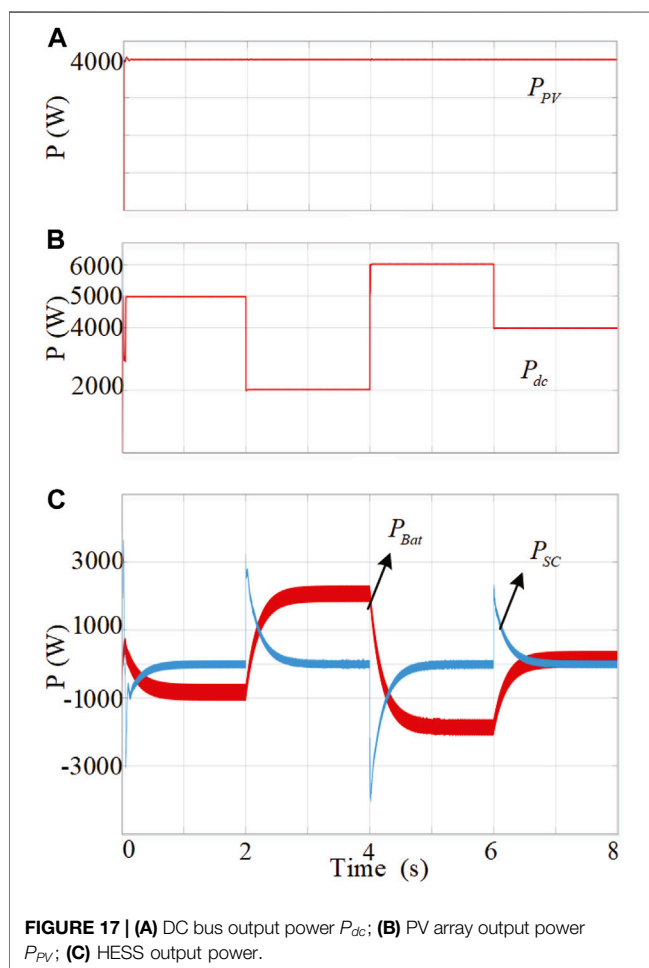 A
4000
P (W)
P_PV
B
6000
5000
4000
2000
P (W)
P_dc
C
3000
1000
-1000
-3000
P (W)
P_Bat
P_SC
0 2 4 6 8
Time (s)
FIGURE 17 | (A) DC bus output power P_dc; (B) PV array output power
P_PV; (C) HESS output power.